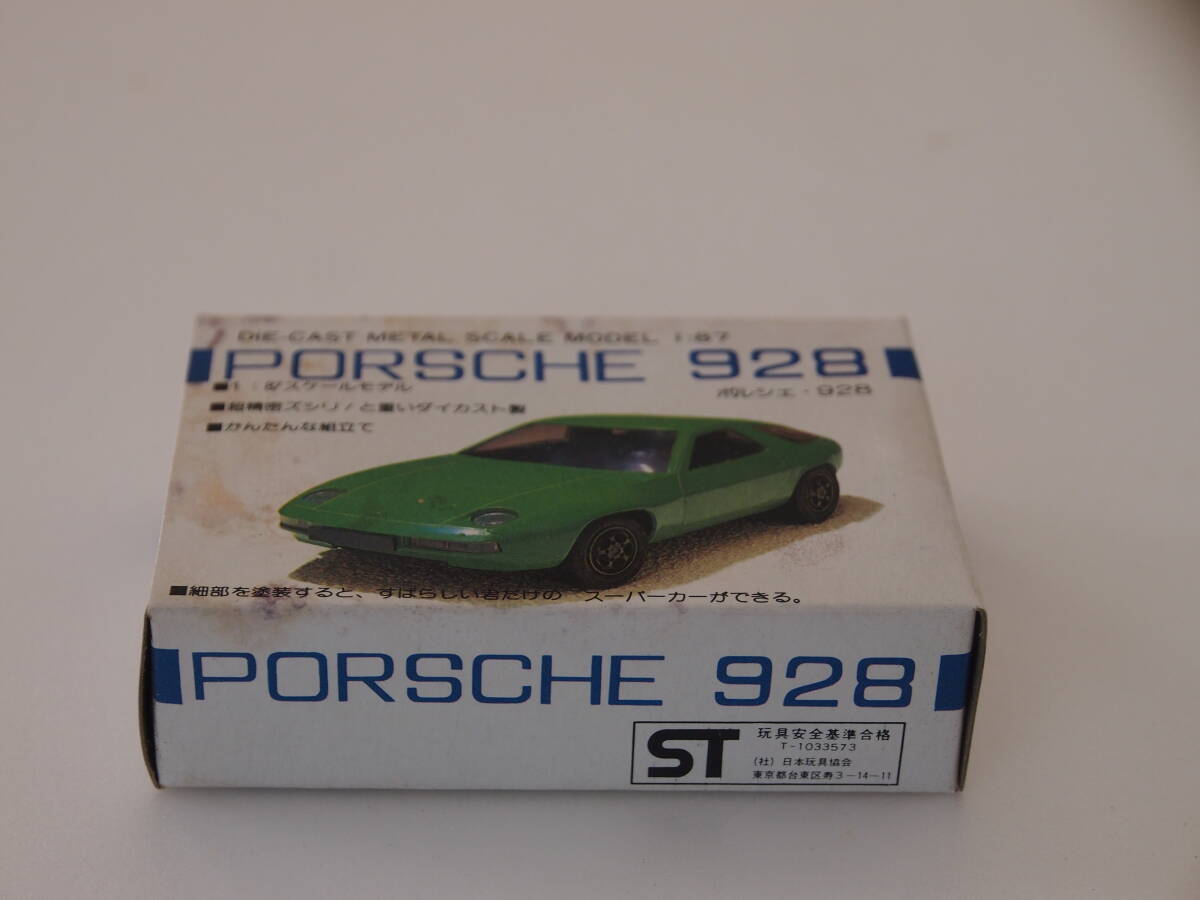 DIE-CAST METAL SCALE MODEL 1:87
PORSCHE 928
■1:87スケールモデル
ポルシェ・928
■超精密ズシリ!と重いダイカスト製
■かんたんな組立て
■細部を塗装すると、すばらしい君だけの スーパーカーができる。
PORSCHE 928
ST
玩具安全基準合格
T-1033573
(社)日本玩具協会
東京都台東区寿3-14-11